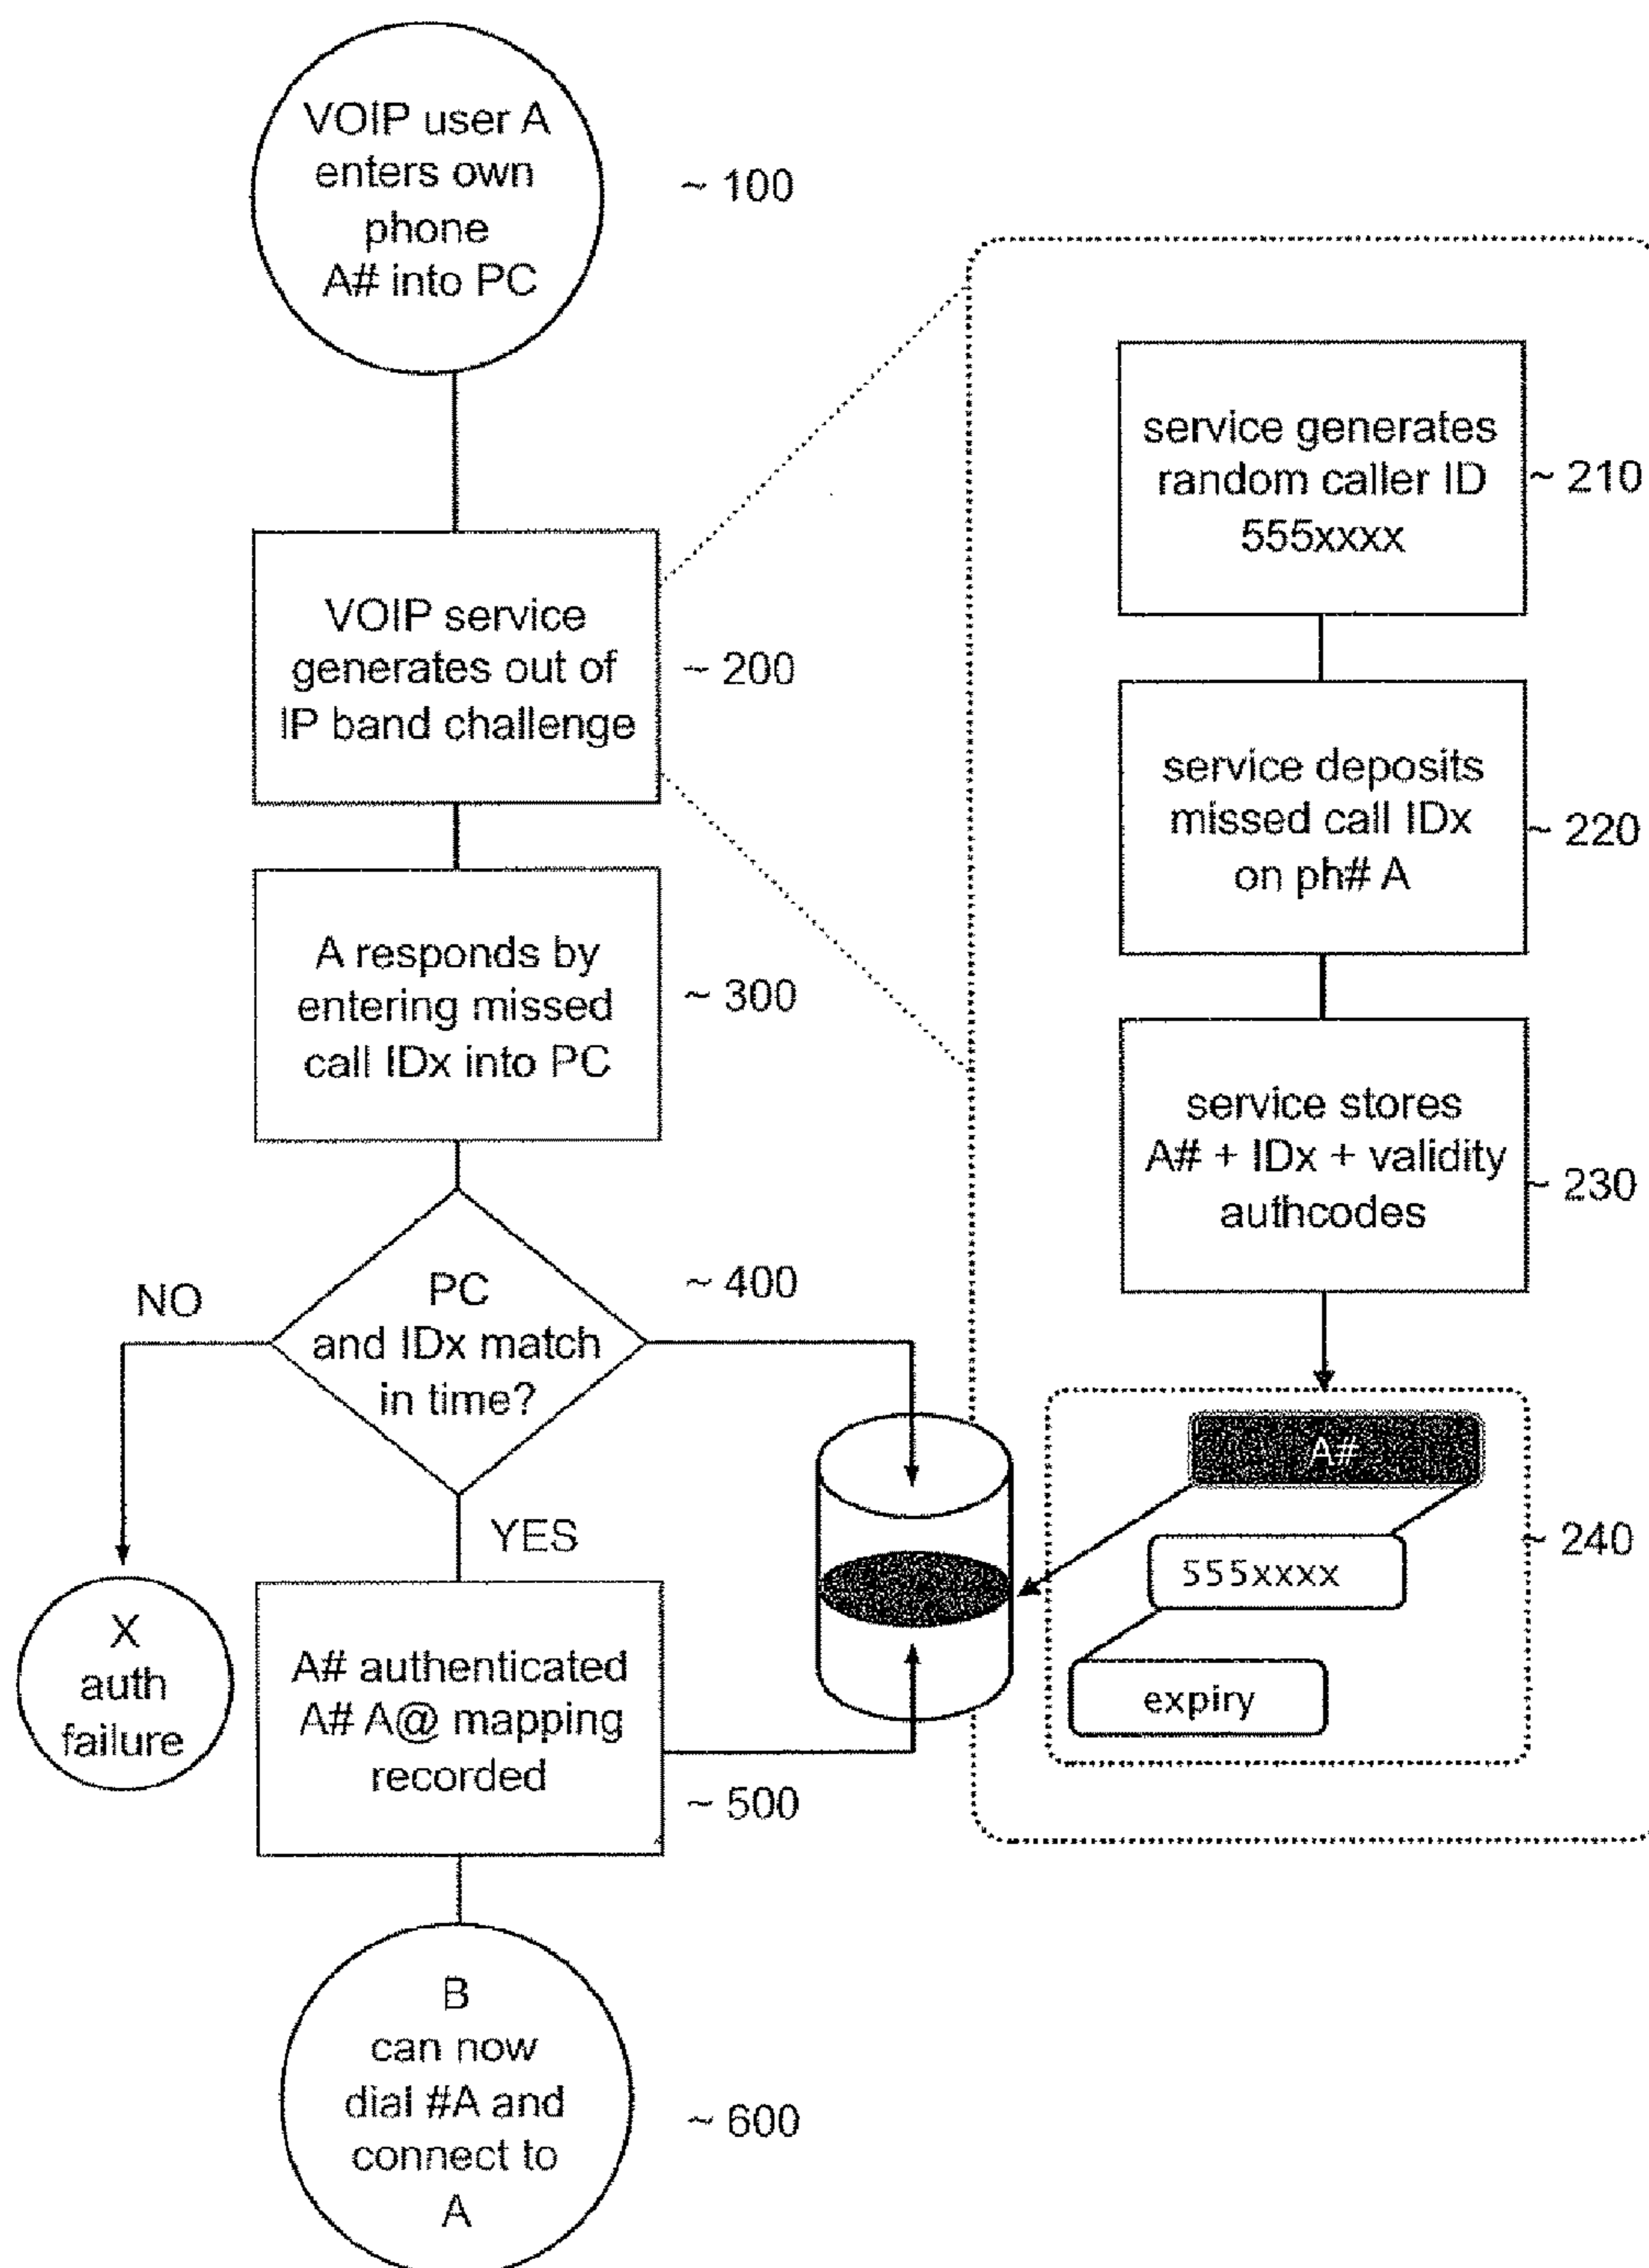 VOIP user A
enters own
phone
A# into PC
~ 100
VOIP service
generates out of
IP band challenge
~ 200
A responds by
entering missed
call IDx into PC
~ 300
PC
and IDx match
in time?
~ 400
NO
YES
X
auth
failure
A# authenticated
A# A@ mapping
recorded
~ 500
B
can now
dial #A and
connect to
A
~ 600
service generates
random caller ID
555xxxx
~ 210
service deposits
missed call IDx
on ph# A
~ 220
service stores
A# + IDx + validity
authcodes
~ 230
A#
555xxxx
expiry
~ 240